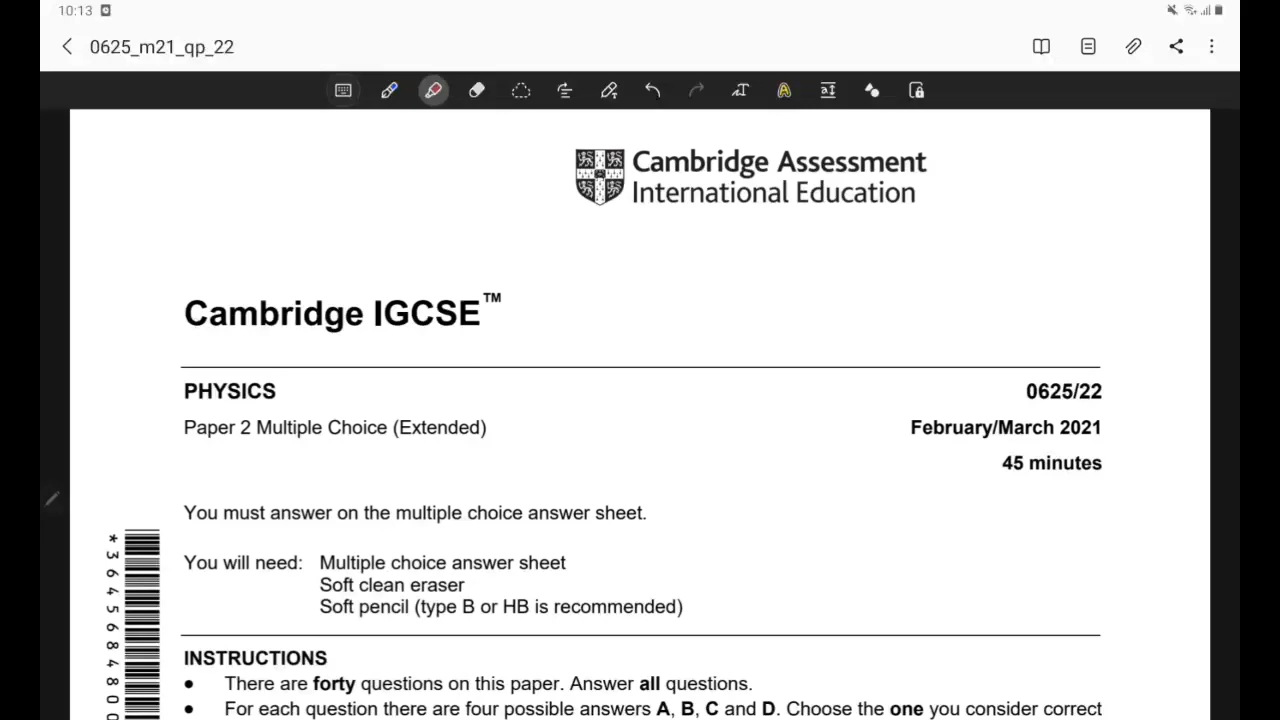 10:13
0625_m21_qp_22
Cambridge Assessment
International Education
Cambridge IGCSE™
PHYSICS 0625/22
Paper 2 Multiple Choice (Extended) February/March 2021
45 minutes
You must answer on the multiple choice answer sheet.
You will need: Multiple choice answer sheet
Soft clean eraser
Soft pencil (type B or HB is recommended)
INSTRUCTIONS
● There are forty questions on this paper. Answer all questions.
● For each question there are four possible answers A, B, C and D. Choose the one you consider correct
*364568480